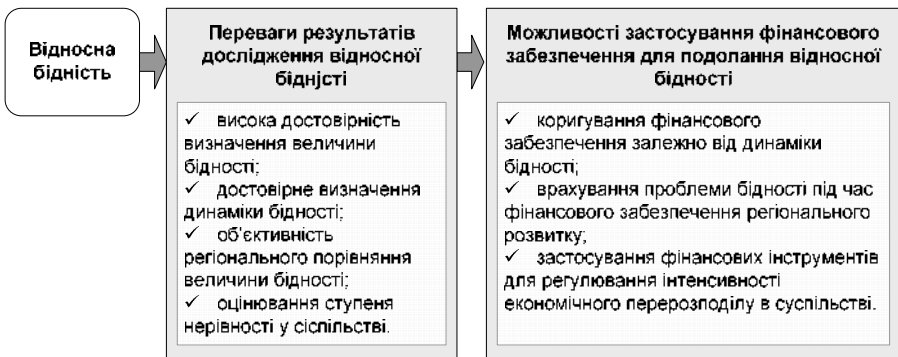 Відносна
бідність
Переваги результатів
дослідження відносної
біднјсті
✓ висока достовірність
визначення величини
бідності;
✓ достовірне визначення
динаміки бідності;
✓ об'єктивність
регіонального порівняння
величини бідності;
✓ оцінювання ступеня
нерівності у сіспільстві.
Можливості застосування фінансового
забезпечення для подолання відносної
бідності
✓ коригування фінансового
забезпечення залежно від динаміки
бідності;
✓ врахування проблеми бідності під час
фінансового забезпечення регіонального
розвитку;
✓ застосування фінансових інструментів
для регулювання інтенсивності
економічного перерозподілу в суспільстві.